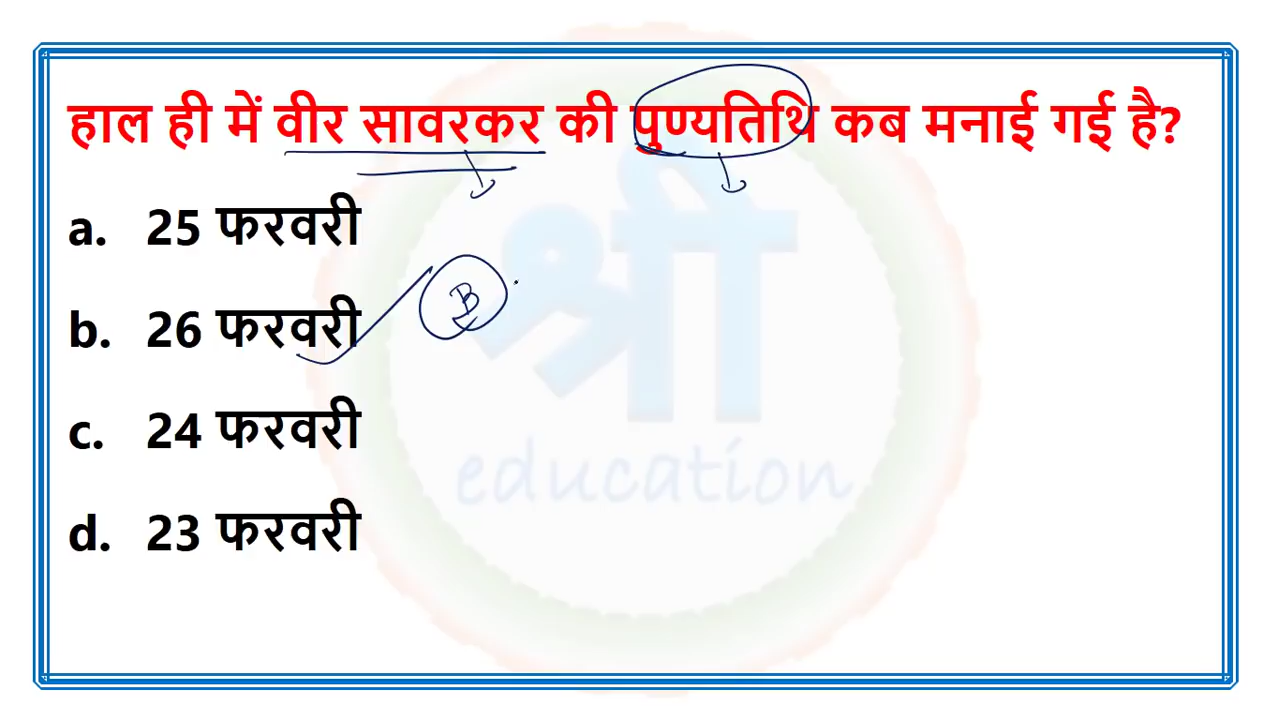 हाल ही में वीर सावरकर की पुण्यतिथि कब मनाई गई है?
a. 25 फरवरी
b. 26 फरवरी
B
c. 24 फरवरी
d. 23 फरवरी
श्री
education